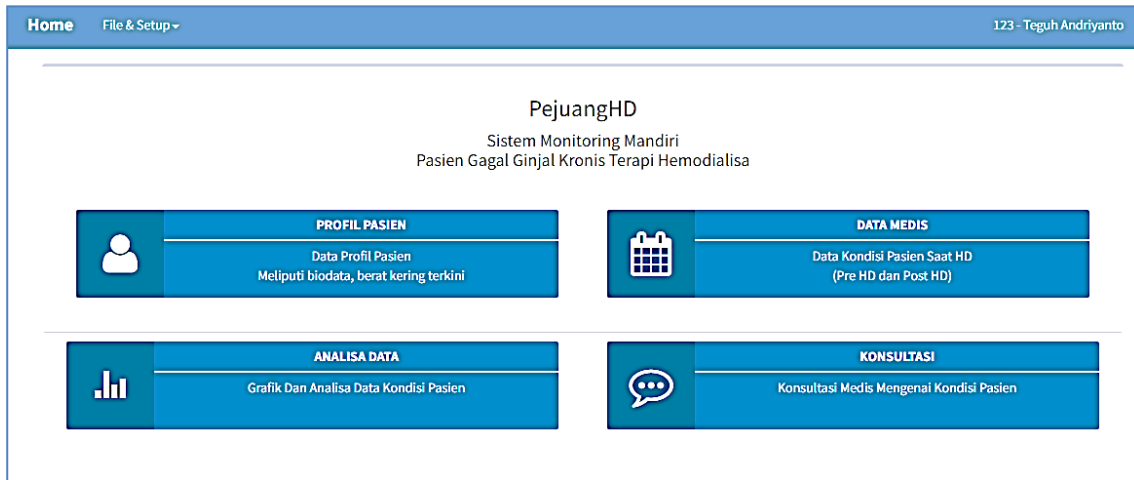 Home File & Setup 123 - Teguh Andriyanto
PejuangHD
Sistem Monitoring Mandiri
Pasien Gagal Ginjal Kronis Terapi Hemodialisa
PROFIL PASIEN
Data Profil Pasien
Meliputi biodata, berat kering terkini
DATA MEDIS
Data Kondisi Pasien Saat HD
(Pre HD dan Post HD)
ANALISA DATA
Grafik Dan Analisa Data Kondisi Pasien
KONSULTASI
Konsultasi Medis Mengenai Kondisi Pasien